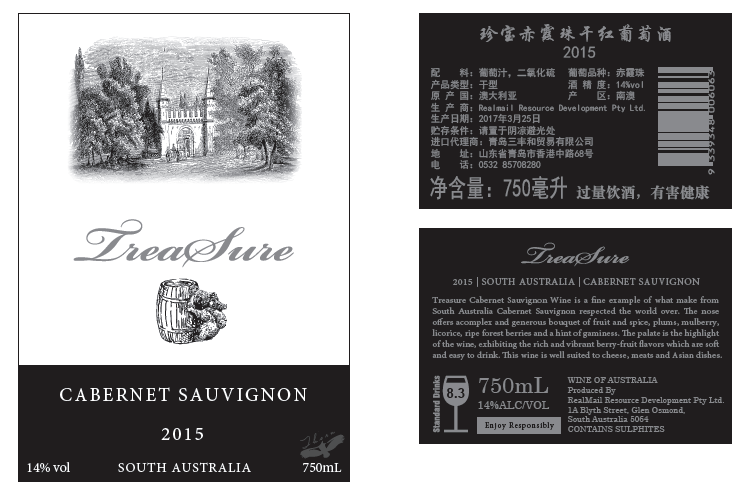 TreaSure
CABERNET SAUVIGNON
2015
14% vol
SOUTH AUSTRALIA
750mL
珍宝赤霞珠干红葡萄酒
2015
配 料：葡萄汁，二氧化硫 葡萄品种：赤霞珠
产品类型：干型 酒 精 度：14%vol
原 产 国：澳大利亚 产 区：南澳
生 产 商：Realmail Resource Development Pty Ltd.
生产日期：2017年3月25日
贮存条件：请置于阴凉避光处
进口代理商：青岛三丰和贸易有限公司
地 址：山东省青岛市香港中路68号
电 话：0532 85708280
净含量：750毫升 过量饮酒，有害健康
9 339348 006063
TreaSure
2015 | SOUTH AUSTRALIA | CABERNET SAUVIGNON
Treasure Cabernet Sauvignon Wine is a fine example of what make from
South Australia Cabernet Sauvignon respected the world over. The nose
offers acomplex and generous bouquet of fruit and spice, plums, mulberry,
licorice, ripe forest berries and a hint of gaminess. The palate is the highlight
of the wine, exhibiting the rich and vibrant berry-fruit flavors which are soft
and easy to drink. This wine is well suited to cheese, meats and Asian dishes.
Standard Drinks
8.3
750mL
14%ALC/VOL
Enjoy Responsibly
WINE OF AUSTRALIA
Produced By
RealMail Resource Development Pty Ltd.
1A Blyth Street, Glen Osmond,
South Australia 5064
CONTAINS SULPHITES